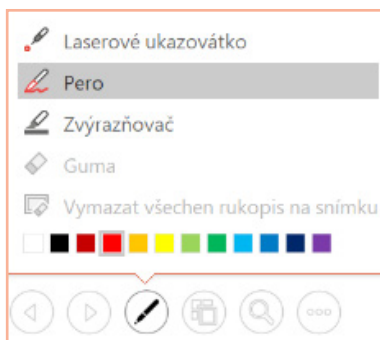 Laserové ukazovátko
Pero
Zvýrazňovač
Guma
Vymazat všechen rukopis na snímku